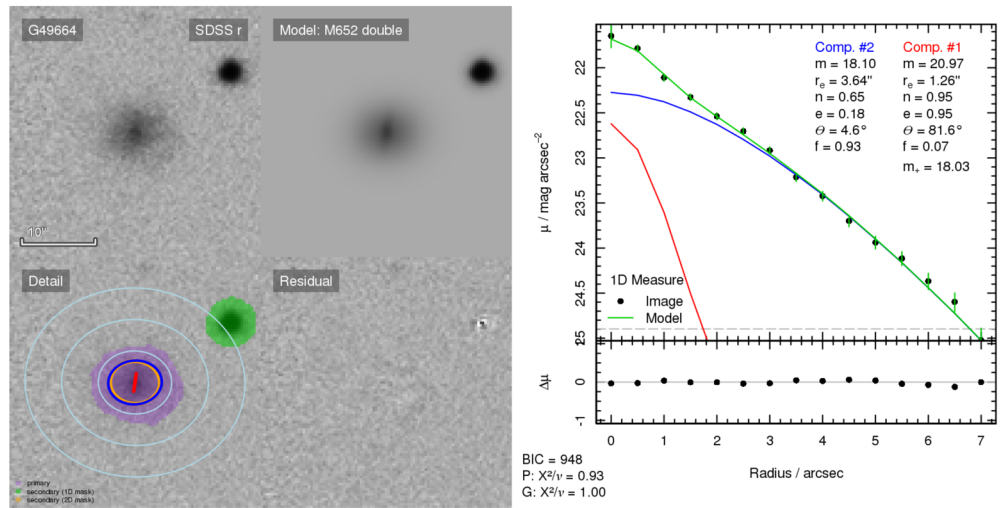 G49664
SDSS r
Model: M652 double
10"
Detail
Residual
primary
secondary (1D mask)
secondary (2D mask)
Comp. #2
m = 18.10
rₑ = 3.64"
n = 0.65
e = 0.18
Θ = 4.6°
f = 0.93
Comp. #1
m = 20.97
rₑ = 1.26"
n = 0.95
e = 0.95
Θ = 81.6°
f = 0.07
m₊ = 18.03
μ / mag arcsec⁻²
22
22.5
23
23.5
24
24.5
25
1D Measure
Image
Model
Δμ
0
-1
0 1 2 3 4 5 6 7
Radius / arcsec
BIC = 948
P: X²/ν = 0.93
G: X²/ν = 1.00